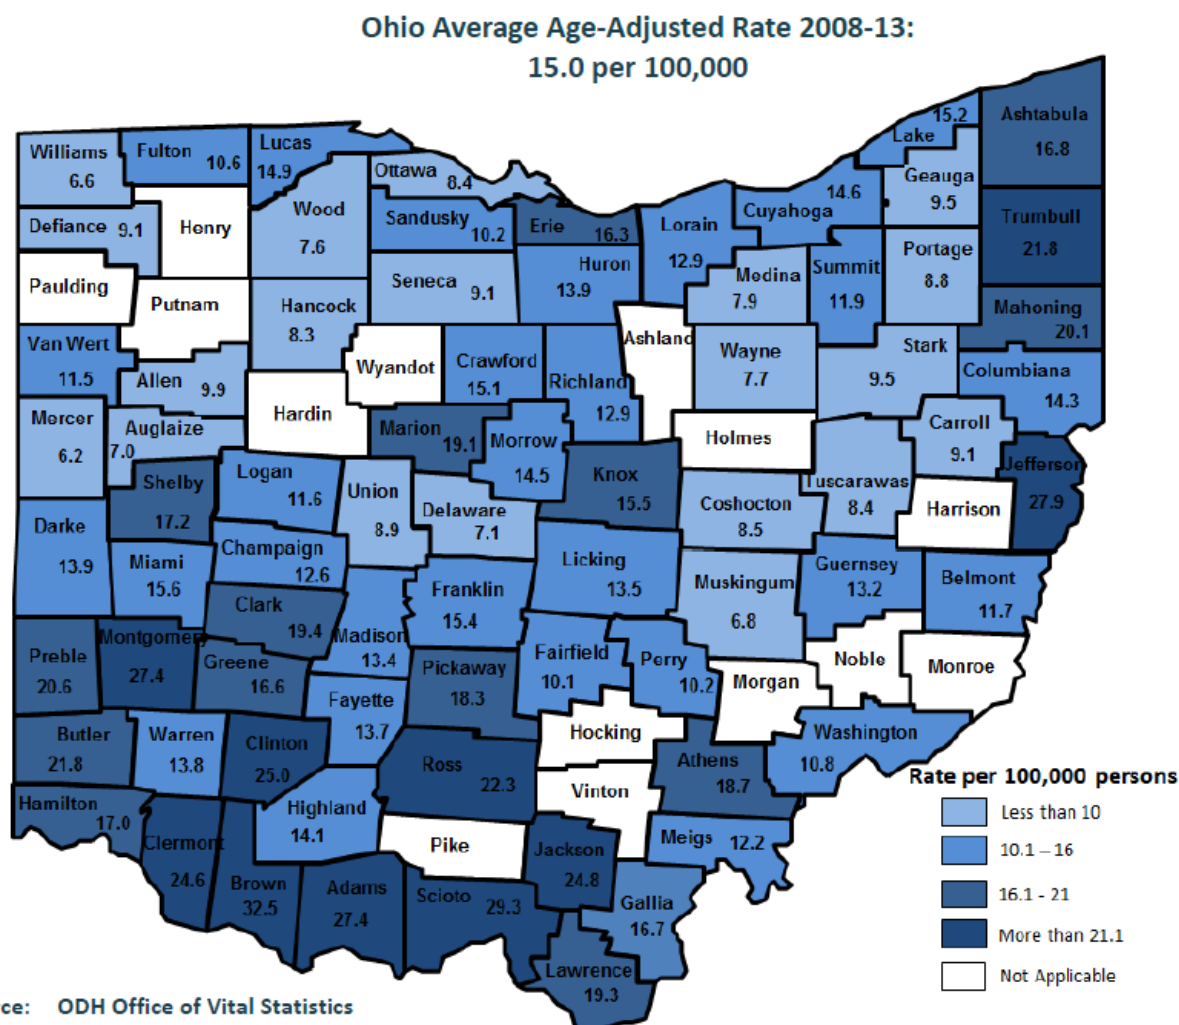 Ohio Average Age-Adjusted Rate 2008-13:
15.0 per 100,000
Williams
6.6
Fulton 10.6
Lucas
14.9
Ottawa 8.4
15.2
Lake
Ashtabula
16.8
Geauga
9.5
Defiance 9.1
Henry
Wood
7.6
Sandusky
10.2
Erie 16.3
Lorain
12.9
14.6
Cuyahoga
Trumbull
21.8
Paulding
Putnam
Hancock
8.3
Seneca 9.1
Huron
13.9
Medina
7.9
Summit
11.9
Portage
8.8
Mahoning
20.1
Van Wert
11.5
Allen 9.9
Wyandot
Crawford
15.1
Richland
12.9
Ashland
Wayne
7.7
Stark
9.5
Columbiana
14.3
Mercer
6.2
Auglaize
7.0
Hardin
Marion
19.1
Morrow
14.5
Holmes
Carroll
9.1
Jefferson
27.9
Shelby
17.2
Logan
11.6
Union
8.9
Delaware
7.1
Knox
15.5
Coshocton
8.5
Tuscarawas
8.4
Harrison
Darke
13.9
Miami
15.6
Champaign
12.6
Franklin
15.4
Licking
13.5
Muskingum
6.8
Guernsey
13.2
Belmont
11.7
Clark
19.4
Madison
13.4
Preble
20.6
Montgomery
27.4
Greene
16.6
Pickaway
18.3
Fairfield
10.1
Perry
10.2
Morgan
Noble
Monroe
Fayette
13.7
Butler
21.8
Warren
13.8
Clinton
25.0
Ross
22.3
Hocking
Athens
18.7
Washington
10.8
Hamilton
17.0
Highland
14.1
Vinton
Clermont
24.6
Pike
Jackson
24.8
Meigs 12.2
Brown
32.5
Adams
27.4
Scioto 29.3
Gallia
16.7
Lawrence
19.3
Rate per 100,000 persons
Less than 10
10.1 – 16
16.1 - 21
More than 21.1
Not Applicable
ce: ODH Office of Vital Statistics